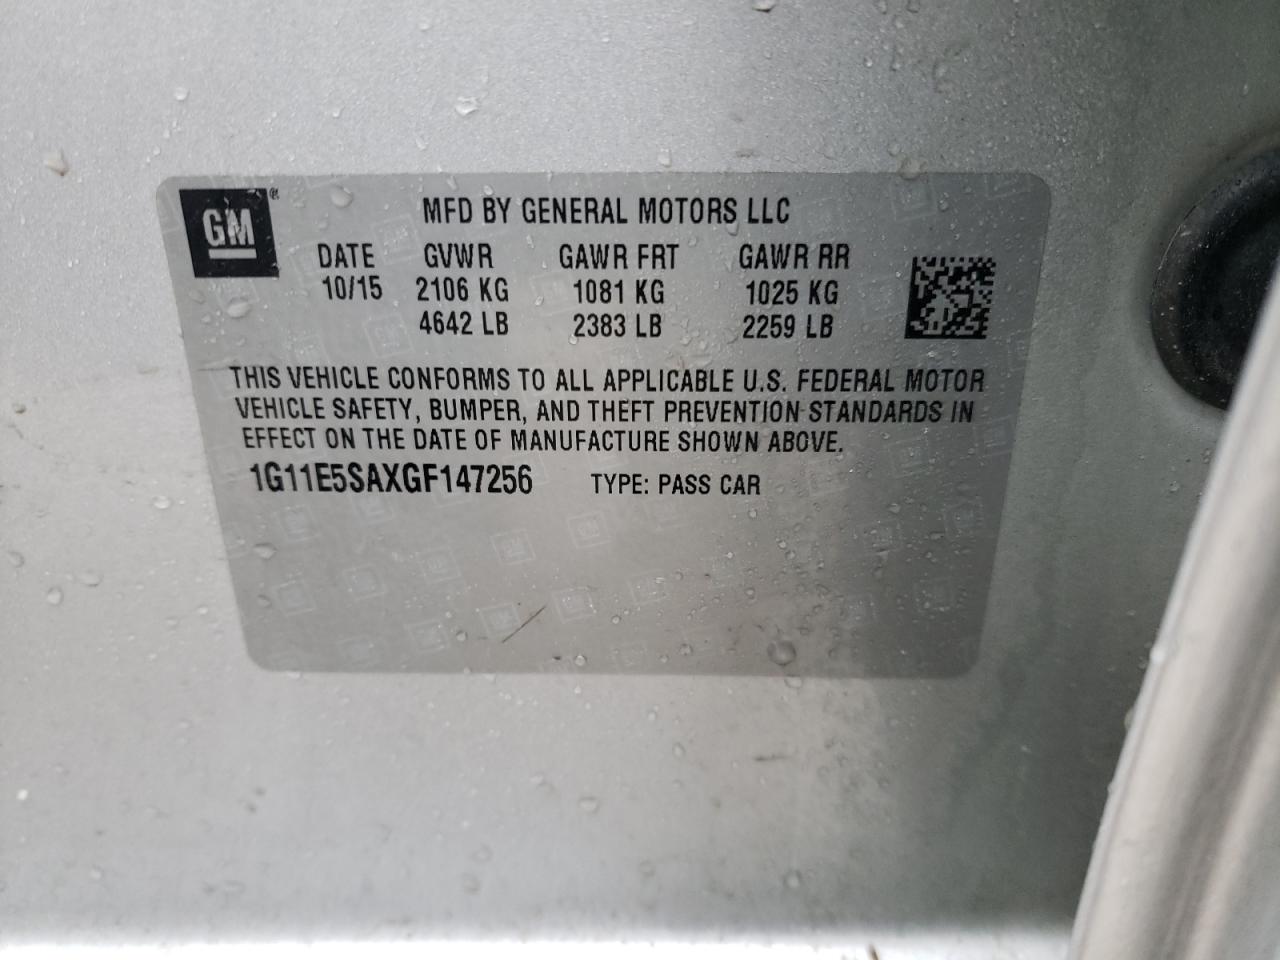 GM®
MFD BY GENERAL MOTORS LLC
DATE GVWR GAWR FRT GAWR RR
10/15 2106 KG 1081 KG 1025 KG
4642 LB 2383 LB 2259 LB
THIS VEHICLE CONFORMS TO ALL APPLICABLE U.S. FEDERAL MOTOR
VEHICLE SAFETY, BUMPER, AND THEFT PREVENTION STANDARDS IN
EFFECT ON THE DATE OF MANUFACTURE SHOWN ABOVE.
1G11E5SAXGF147256 TYPE: PASS CAR